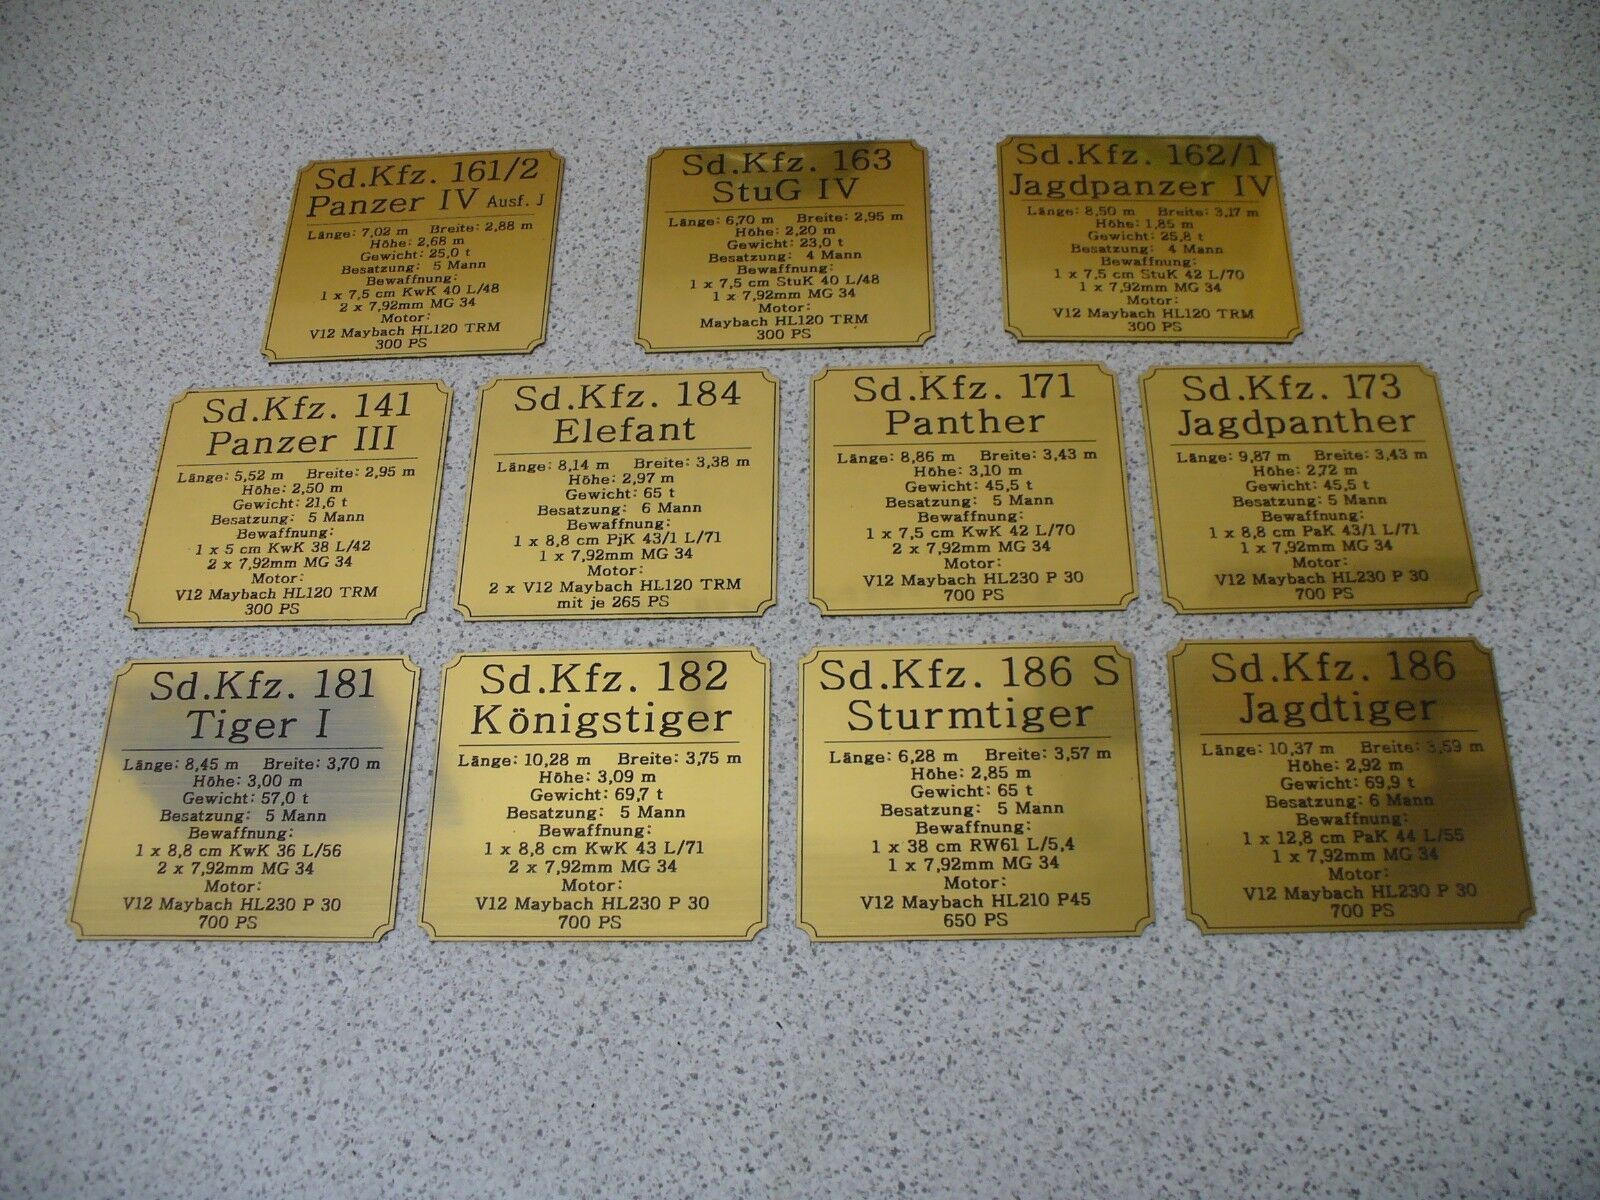 Sd.Kfz. 161/2
Panzer IV Ausf. J
Länge: 7,02 m Breite: 2,88 m
Höhe: 2,68 m
Gewicht: 25,0 t
Besatzung: 5 Mann
Bewaffnung:
1 x 7,5 cm KwK 40 L/48
2 x 7,92mm MG 34
Motor:
V12 Maybach HL120 TRM
300 PS
Sd.Kfz. 163
StuG IV
Länge: 6,70 m Breite: 2,95 m
Höhe: 2,20 m
Gewicht: 23,0 t
Besatzung: 4 Mann
Bewaffnung:
1 x 7,5 cm StuK 40 L/48
1 x 7,92mm MG 34
Motor:
Maybach HL120 TRM
300 PS
Sd.Kfz. 162/1
Jagdpanzer IV
Länge: 8,50 m Breite: 3,17 m
Höhe: 1,85 m
Gewicht: 25,8 t
Besatzung: 4 Mann
Bewaffnung:
1 x 7,5 cm StuK 42 L/70
1 x 7,92mm MG 34
Motor:
V12 Maybach HL120 TRM
300 PS
Sd.Kfz. 141
Panzer III
Länge: 5,52 m Breite: 2,95 m
Höhe: 2,50 m
Gewicht: 21,6 t
Besatzung: 5 Mann
Bewaffnung:
1 x 5 cm KwK 38 L/42
2 x 7,92mm MG 34
Motor:
V12 Maybach HL120 TRM
300 PS
Sd.Kfz. 184
Elefant
Länge: 8,14 m Breite: 3,38 m
Höhe: 2,97 m
Gewicht: 65 t
Besatzung: 6 Mann
Bewaffnung:
1 x 8,8 cm PjK 43/1 L/71
1 x 7,92mm MG 34
Motor:
2 x V12 Maybach HL120 TRM
mit je 265 PS
Sd.Kfz. 171
Panther
Länge: 8,86 m Breite: 3,43 m
Höhe: 3,10 m
Gewicht: 45,5 t
Besatzung: 5 Mann
Bewaffnung:
1 x 7,5 cm KwK 42 L/70
2 x 7,92mm MG 34
Motor:
V12 Maybach HL230 P 30
700 PS
Sd.Kfz. 173
Jagdpanther
Länge: 9,87 m Breite: 3,43 m
Höhe: 2,72 m
Gewicht: 45,5 t
Besatzung: 5 Mann
Bewaffnung:
1 x 8,8 cm PaK 43/1 L/71
1 x 7,92mm MG 34
Motor:
V12 Maybach HL230 P 30
700 PS
Sd.Kfz. 181
Tiger I
Länge: 8,45 m Breite: 3,70 m
Höhe: 3,00 m
Gewicht: 57,0 t
Besatzung: 5 Mann
Bewaffnung:
1 x 8,8 cm KwK 36 L/56
2 x 7,92mm MG 34
Motor:
V12 Maybach HL230 P 30
700 PS
Sd.Kfz. 182
Königstiger
Länge: 10,28 m Breite: 3,75 m
Höhe: 3,09 m
Gewicht: 69,7 t
Besatzung: 5 Mann
Bewaffnung:
1 x 8,8 cm KwK 43 L/71
2 x 7,92mm MG 34
Motor:
V12 Maybach HL230 P 30
700 PS
Sd.Kfz. 186 S
Sturmtiger
Länge: 6,28 m Breite: 3,57 m
Höhe: 2,85 m
Gewicht: 65 t
Besatzung: 5 Mann
Bewaffnung:
1 x 38 cm RW61 L/5,4
1 x 7,92mm MG 34
Motor:
V12 Maybach HL210 P45
650 PS
Sd.Kfz. 186
Jagdtiger
Länge: 10,37 m Breite: 3,59 m
Höhe: 2,92 m
Gewicht: 69,9 t
Besatzung: 6 Mann
Bewaffnung:
1 x 12,8 cm PaK 44 L/55
1 x 7,92mm MG 34
Motor:
V12 Maybach HL230 P 30
700 PS